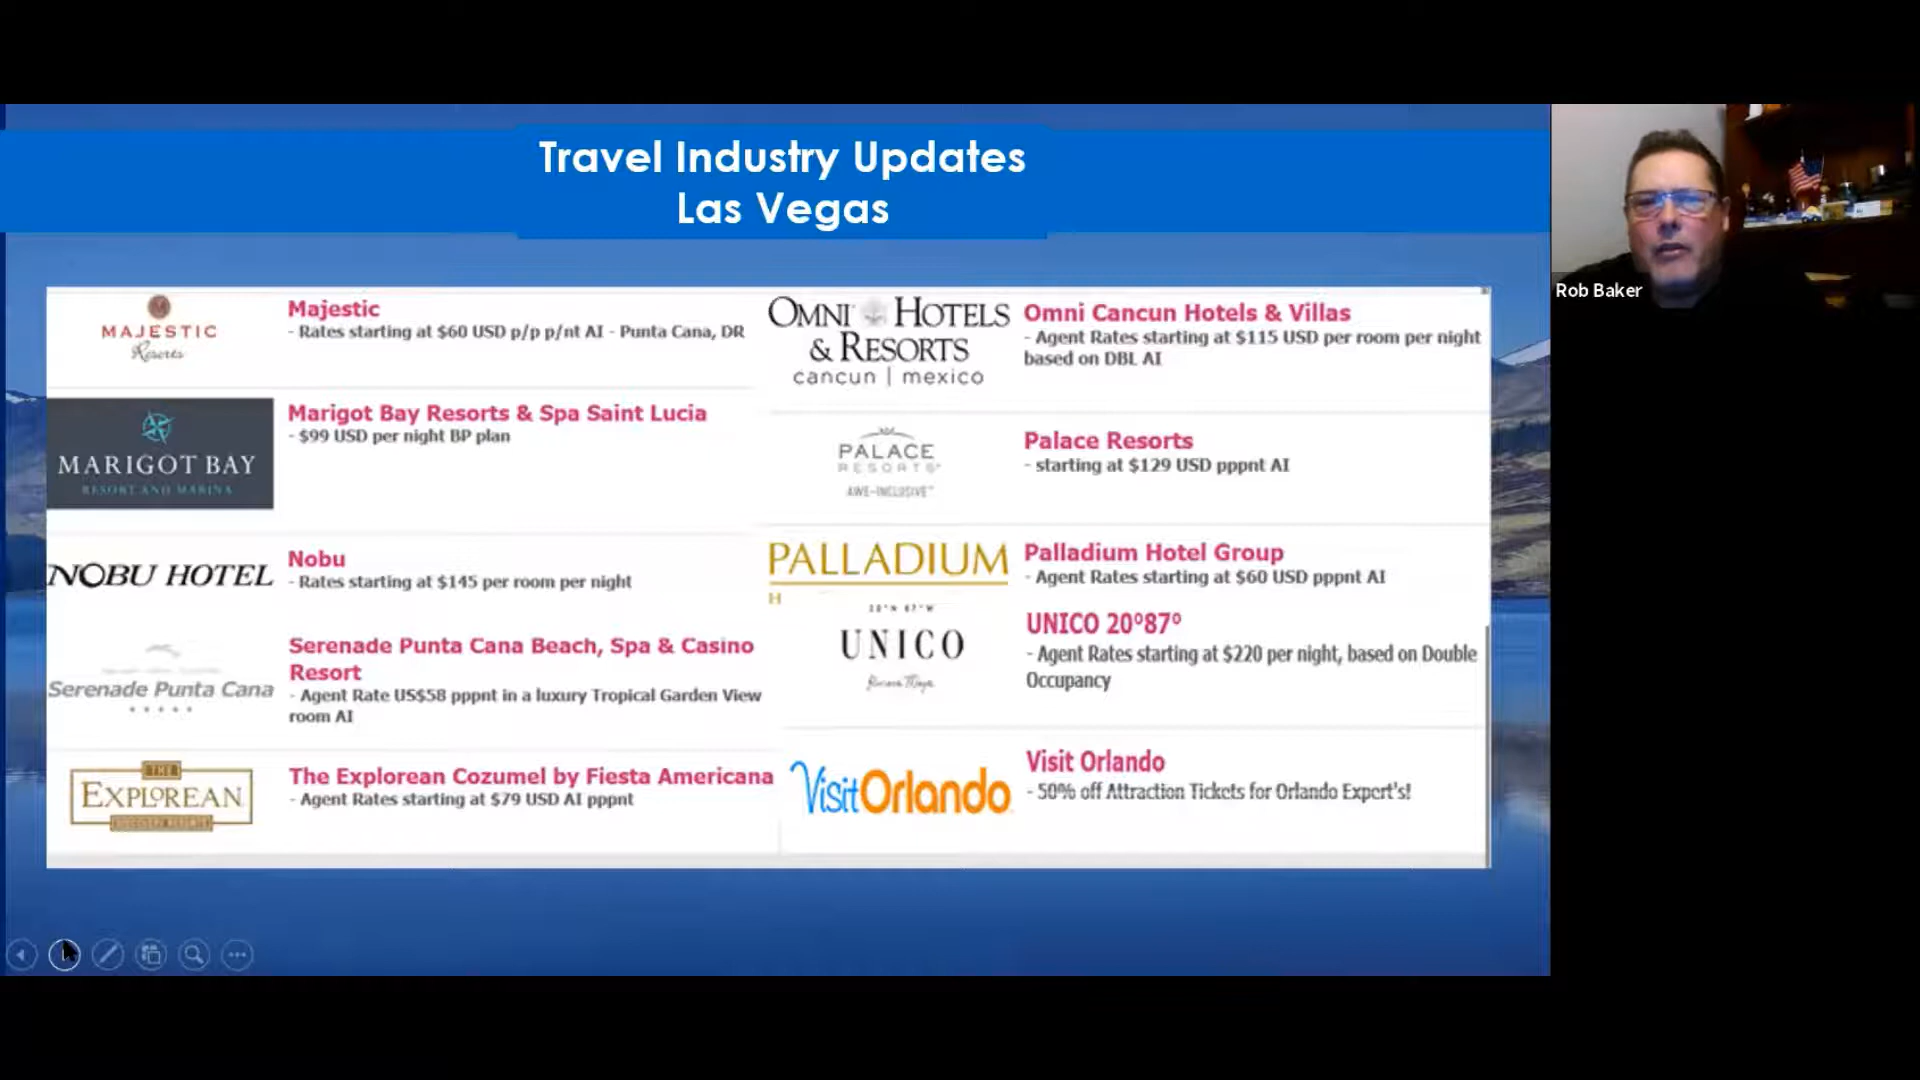 Travel Industry Updates
Las Vegas
Rob Baker
MAJESTIC
Resorts
Majestic
- Rates starting at $60 USD p/p p/nt AI - Punta Cana, DR
MARIGOT BAY
RESORT AND MARINA
Marigot Bay Resorts & Spa Saint Lucia
- $99 USD per night BP plan
NOBU HOTEL
Nobu
- Rates starting at $145 per room per night
Serenade Punta Cana
Serenade Punta Cana Beach, Spa & Casino
Resort
- Agent Rate US$58 pppnt in a luxury Tropical Garden View
room AI
THE
EXPLOREAN
The Explorean Cozumel by Fiesta Americana
- Agent Rates starting at $79 USD AI pppnt
OMNI HOTELS
& RESORTS
cancun | mexico
Omni Cancun Hotels & Villas
- Agent Rates starting at $115 USD per room per night
based on DBL AI
PALACE
RESORTS
AWE-INCLUSIVE™
Palace Resorts
- starting at $129 USD pppnt AI
PALLADIUM
H
Palladium Hotel Group
- Agent Rates starting at $60 USD pppnt AI
UNICO
Riviera Maya
UNICO 20°87°
- Agent Rates starting at $220 per night, based on Double
Occupancy
VisitOrlando
Visit Orlando
- 50% off Attraction Tickets for Orlando Expert's!